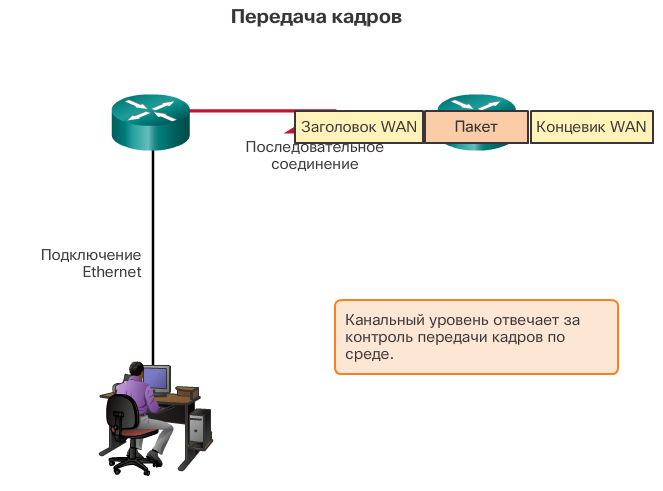 Передача кадров
Заголовок WAN
Пакет
Концевик WAN
Последовательное
соединение
Подключение
Ethernet
Канальный уровень отвечает за
контроль передачи кадров по
среде.